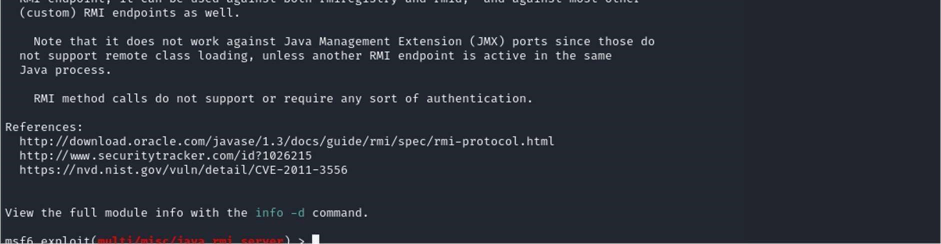 RMI endpoint, it can be used against both rmiregistry and rmid, and against most other
(custom) RMI endpoints as well.
Note that it does not work against Java Management Extension (JMX) ports since those do
not support remote class loading, unless another RMI endpoint is active in the same
Java process.
RMI method calls do not support or require any sort of authentication.
References:
http://download.oracle.com/javase/1.3/docs/guide/rmi/spec/rmi-protocol.html
http://www.securitytracker.com/id?1026215
https://nvd.nist.gov/vuln/detail/CVE-2011-3556
View the full module info with the info -d command.
msf6 exploit(multi/misc/java_rmi_server) >